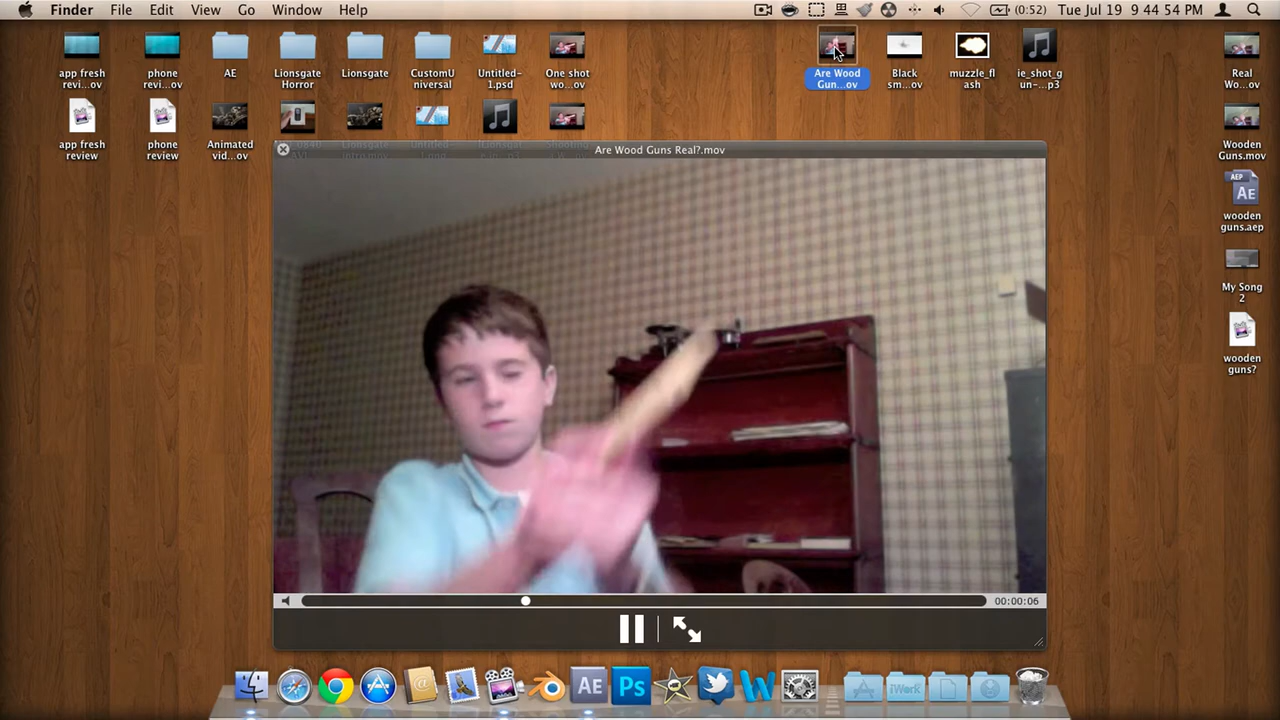 Finder File Edit View Go Window Help (0:52) Tue Jul 19 9:44:54 PM
app fresh
revi...ov
phone
revi...ov
AE
Lionsgate
Horror
Lionsgate
CustomU
niversal
Untitled-
1.psd
One shot
wo...ov
Are Wood
Gun...ov
Black
sm...ov
muzzle_fl
ash
ie_shot_g
un-...p3
Real
Wo...ov
app fresh
review
phone
review
Animated
vid...ov
Wooden
Guns.mov
AEP
AE
wooden
guns.aep
My Song
2
wooden
guns?
Are Wood Guns Real?.mov
00:00:06
AE
Ps
W
iWork